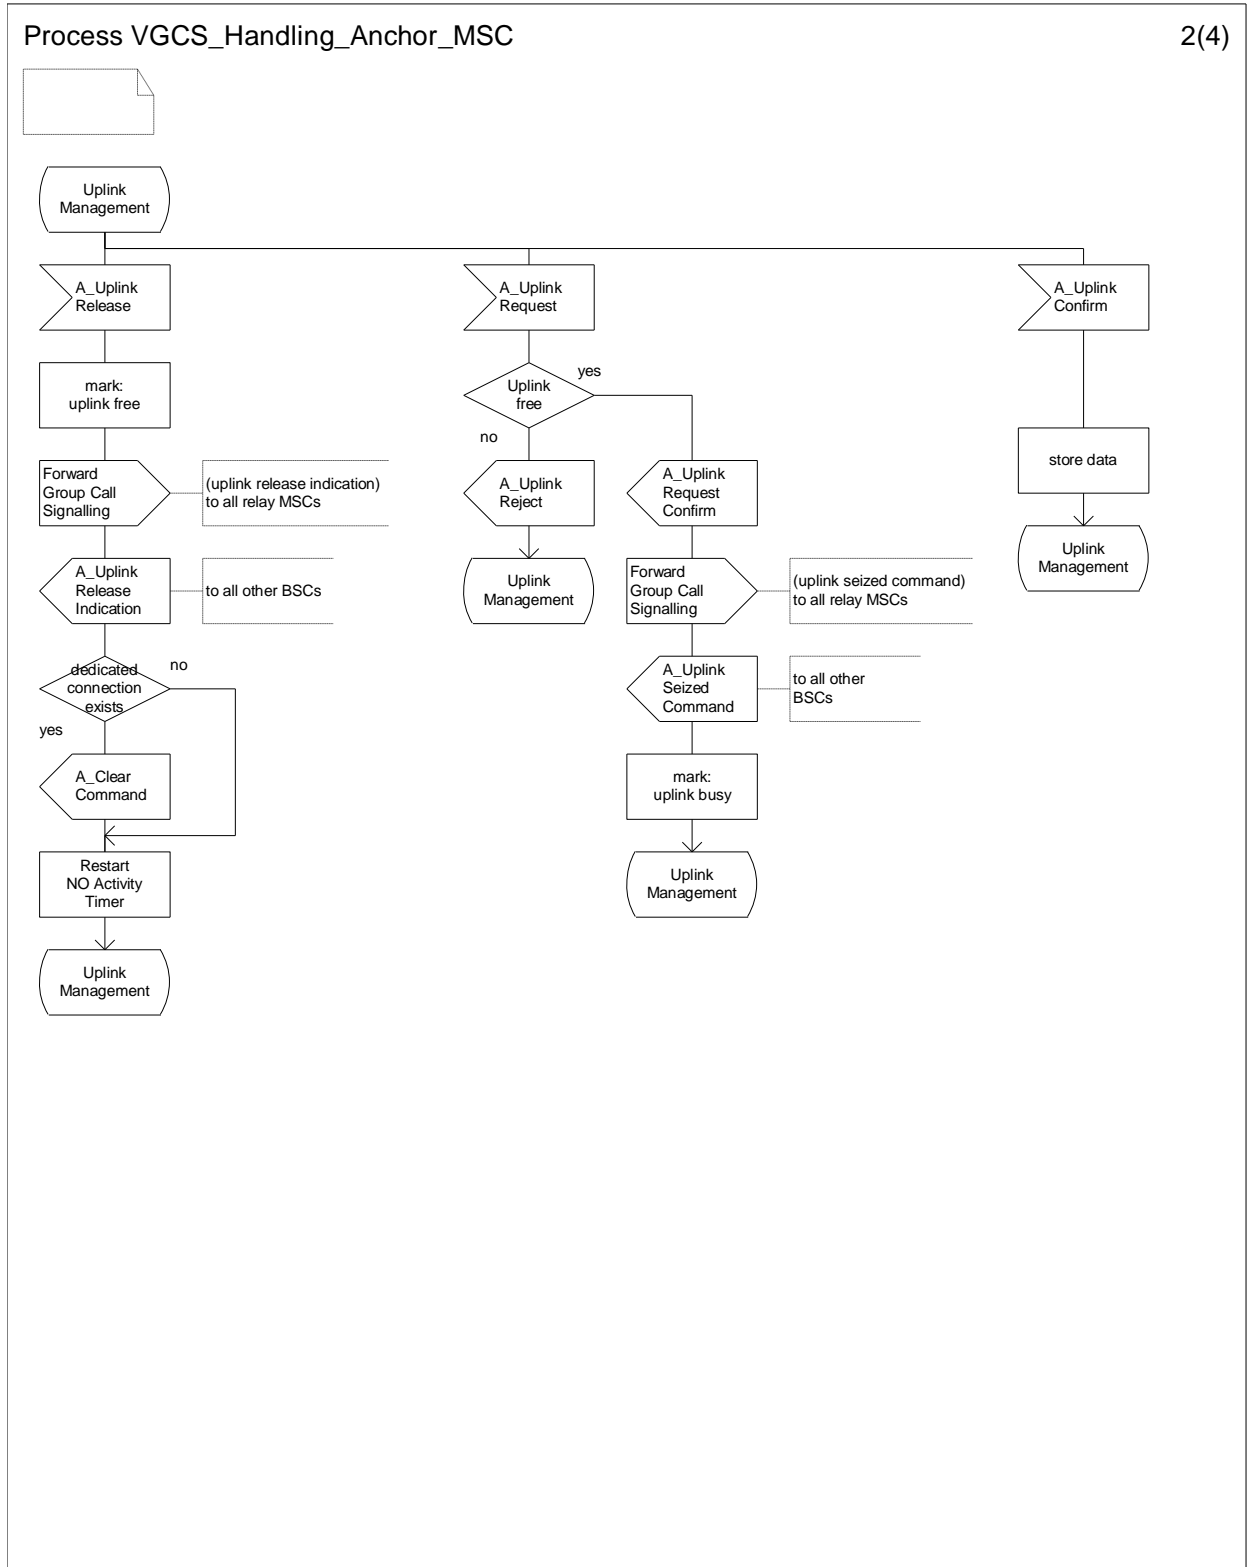 Process VGCS_Handling_Anchor_MSC
2(4)
Uplink
Management
A_Uplink
Release
mark:
uplink free
Forward
Group Call
Signalling
(uplink release indication)
to all relay MSCs
A_Uplink
Release
Indication
to all other BSCs
dedicated
connection
exists
no
yes
A_Clear
Command
Restart
NO Activity
Timer
Uplink
Management
A_Uplink
Request
Uplink
free
yes
no
A_Uplink
Reject
Uplink
Management
A_Uplink
Request
Confirm
Forward
Group Call
Signalling
(uplink seized command)
to all relay MSCs
A_Uplink
Seized
Command
to all other
BSCs
mark:
uplink busy
Uplink
Management
A_Uplink
Confirm
store data
Uplink
Management